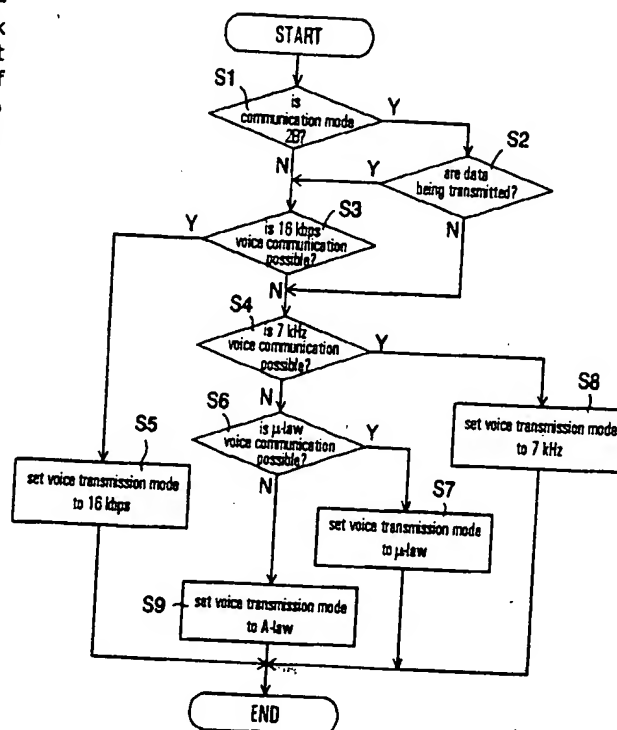 START
S1
is
communication mode
2B?
Y
N
S2
are data
being transmitted?
Y
N
S3
is 16 kbps
voice communication
possible?
Y
N
S4
is 7 kHz
voice communication
possible?
Y
N
S6
is μ-law
voice communication
possible?
Y
N
S8
set voice transmission mode
to 7 kHz
S5
set voice transmission mode
to 16 kbps
S7
set voice transmission mode
to μ-law
S9
set voice transmission mode
to A-law
END